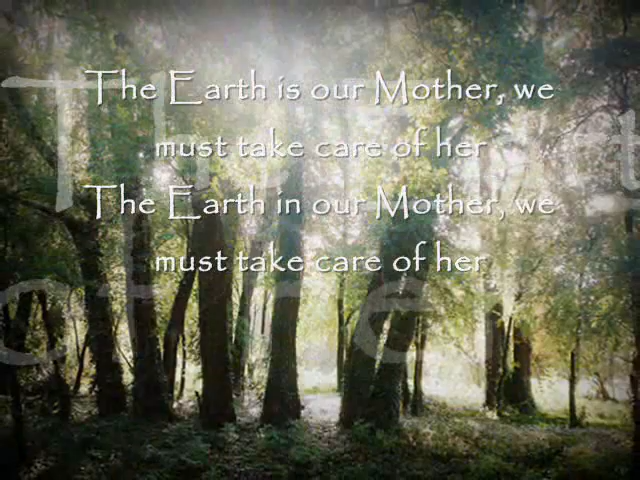 The Earth is our Mother, we
must take care of her
The Earth in our Mother, we
must take care of her